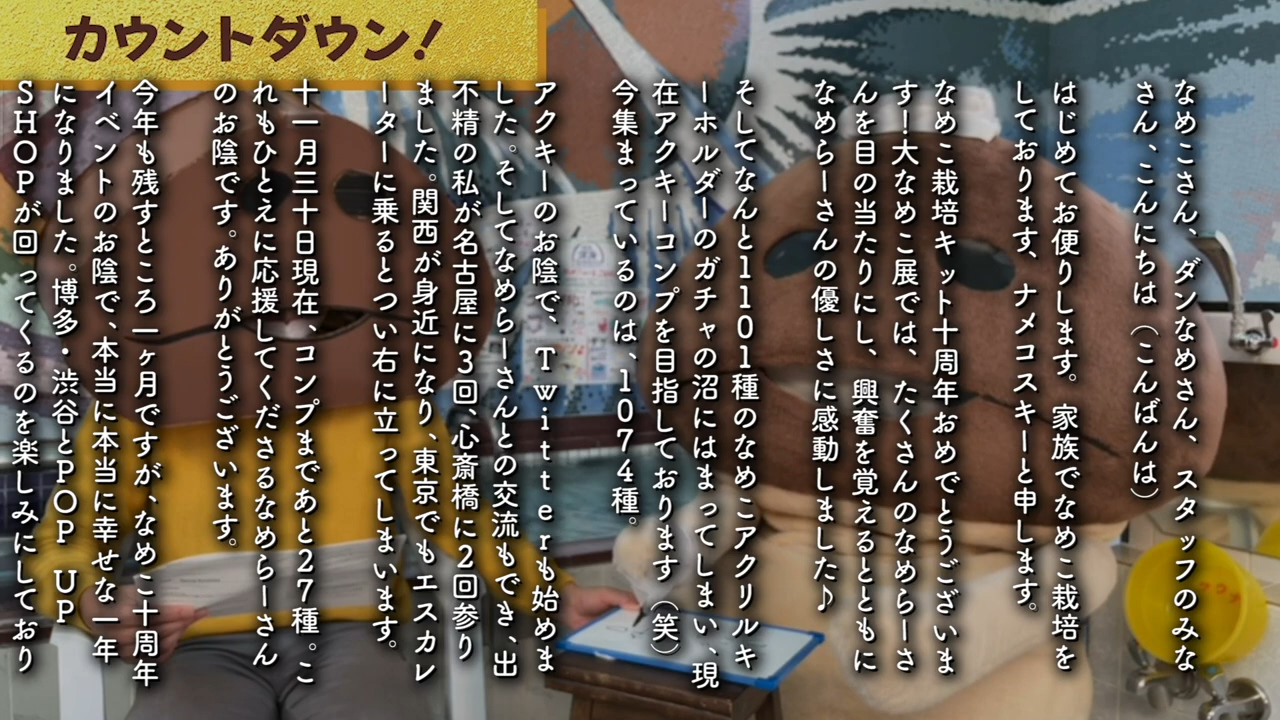 カウントダウン!
なめこさん、ダンなめさん、スタッフのみな
さん、こんにちは（こんばんは）
はじめてお便りします。家族でなめこ栽培を
しております、ナメコスキーと申します。
なめこ栽培キット十周年おめでとうございま
す!大なめこ展では、たくさんのなめらーさ
んを目の当たりにし、興奮を覚えるとともに
なめらーさんの優しさに感動しました♪
そしてなんと1101種のなめこアクリルキ
ーホルダーのガチャの沼にはまってしまい、現
在アクキーコンプを目指しております（笑）
今集まっているのは、1074種。
アクキーのお陰で、Twitterも始めま
した。そしてなめらーさんとの交流もでき、出
不精の私が名古屋に3回、心斎橋に2回参り
ました。関西が身近になり、東京でもエスカレ
ーターに乗るとつい右に立ってしまいます。
十一月三十日現在、コンプまであと27種。こ
れもひとえに応援してくださるなめらーさん
のお陰です。ありがとうございます。
今年も残すところ一ヶ月ですが、なめこ十周年
イベントのお陰で、本当に本当に幸せな一年
になりました。博多・渋谷とPOP UP
SHOPが回ってくるのを楽しみにしており